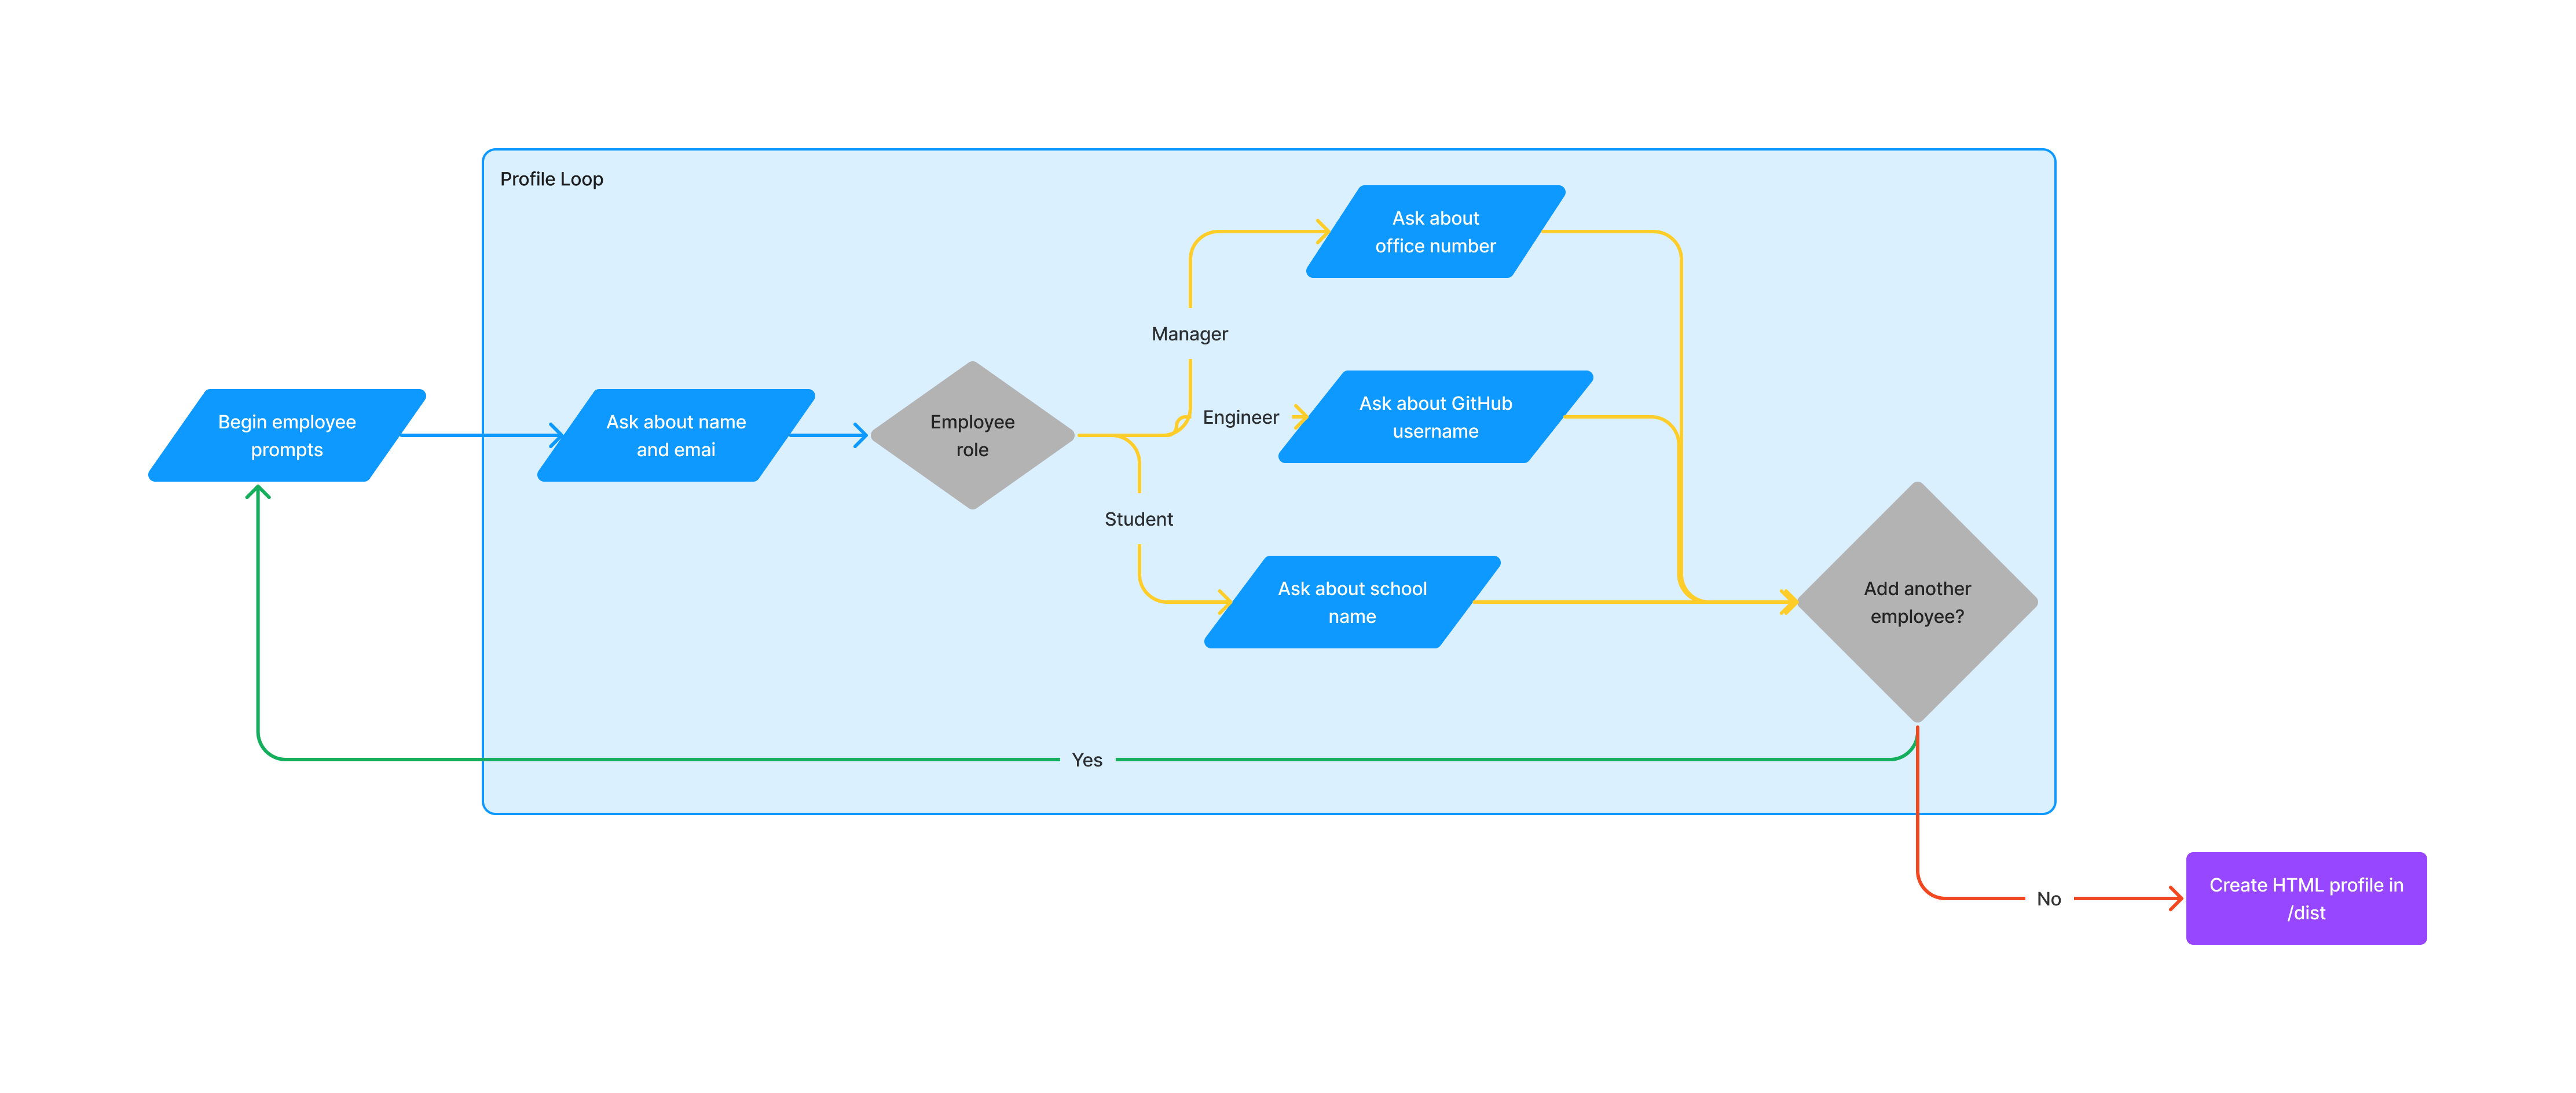 Profile Loop
Begin employee
prompts
Ask about name
and emai
Employee
role
Manager
Engineer
Student
Ask about
office number
Ask about GitHub
username
Ask about school
name
Add another
employee?
Yes
No
Create HTML profile in
/dist